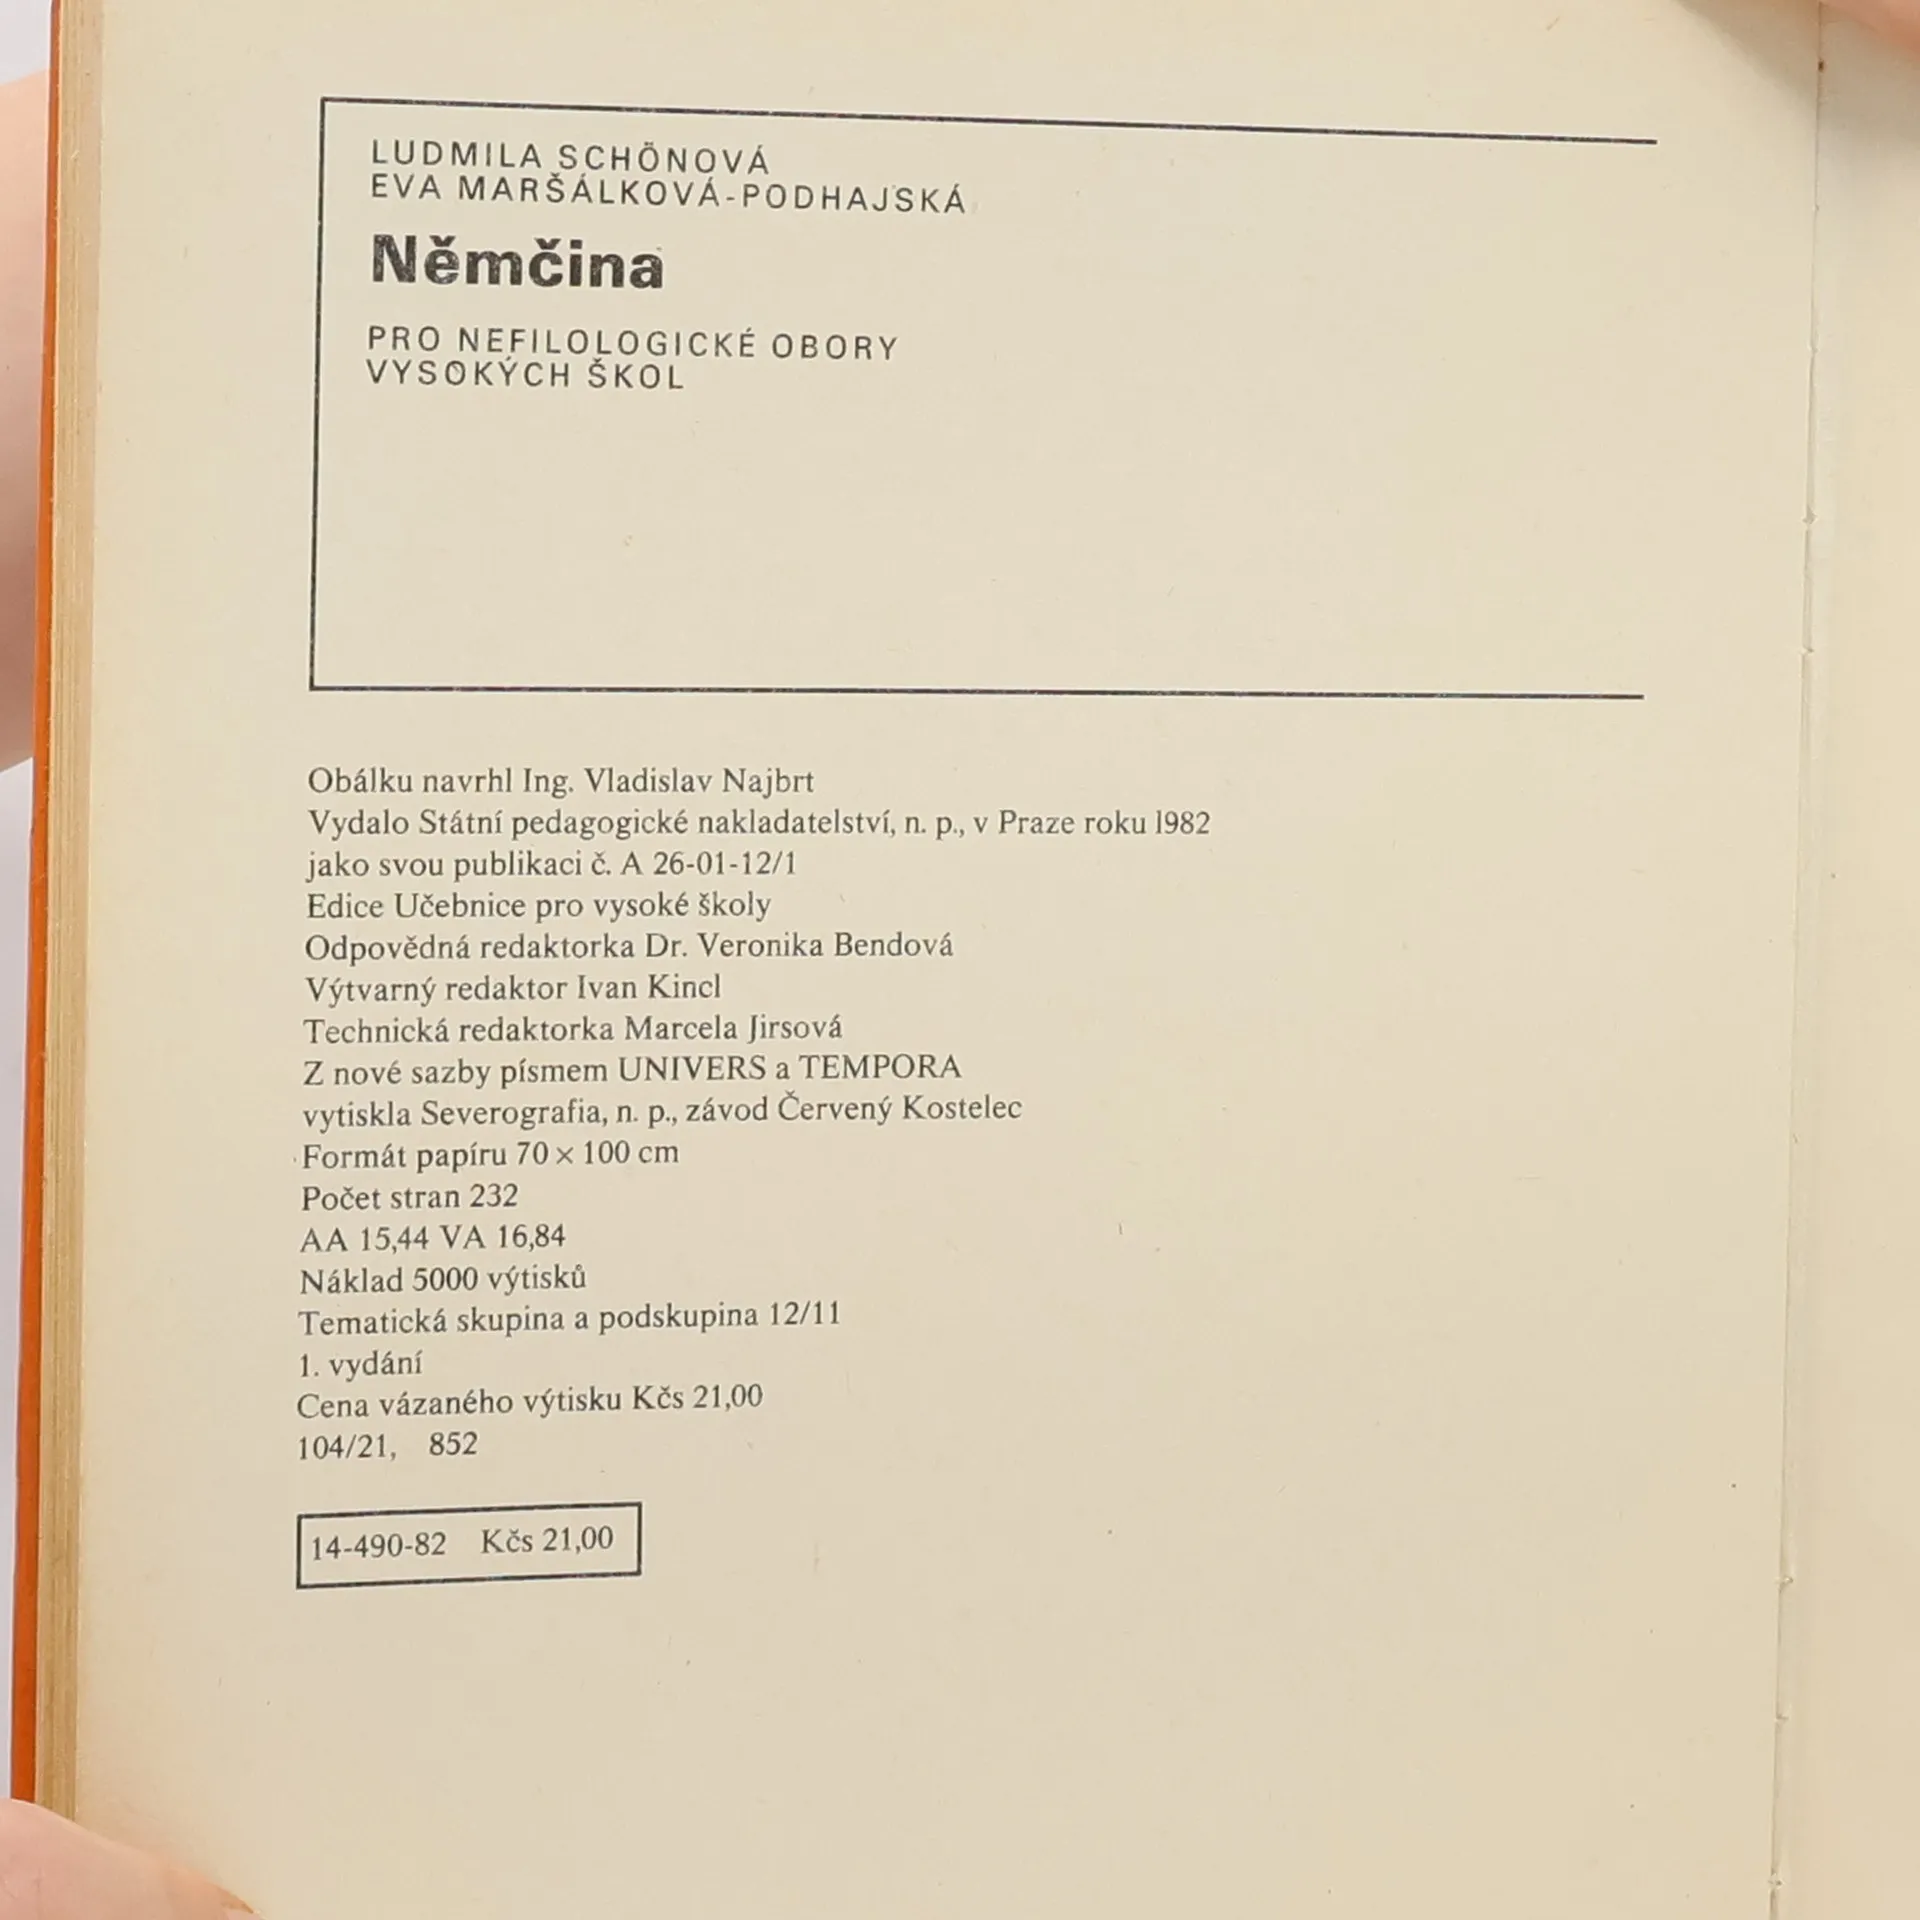 LUDMILA SCHÖNOVÁ
EVA MARŠÁLKOVÁ-PODHAJSKÁ
Němčina
PRO NEFILOLOGICKÉ OBORY
VYSOKÝCH ŠKOL
Obálku navrhl Ing. Vladislav Najbrt
Vydalo Státní pedagogické nakladatelství, n. p., v Praze roku 1982
jako svou publikaci č. A 26-01-12/1
Edice Učebnice pro vysoké školy
Odpovědná redaktorka Dr. Veronika Bendová
Výtvarný redaktor Ivan Kincl
Technická redaktorka Marcela Jirsová
Z nové sazby písmem UNIVERS a TEMPORA
vytiskla Severografia, n. p., závod Červený Kostelec
Formát papíru 70 × 100 cm
Počet stran 232
AA 15,44 VA 16,84
Náklad 5000 výtisků
Tematická skupina a podskupina 12/11
1. vydání
Cena vázaného výtisku Kčs 21,00
104/21, 852
14-490-82 Kčs 21,00